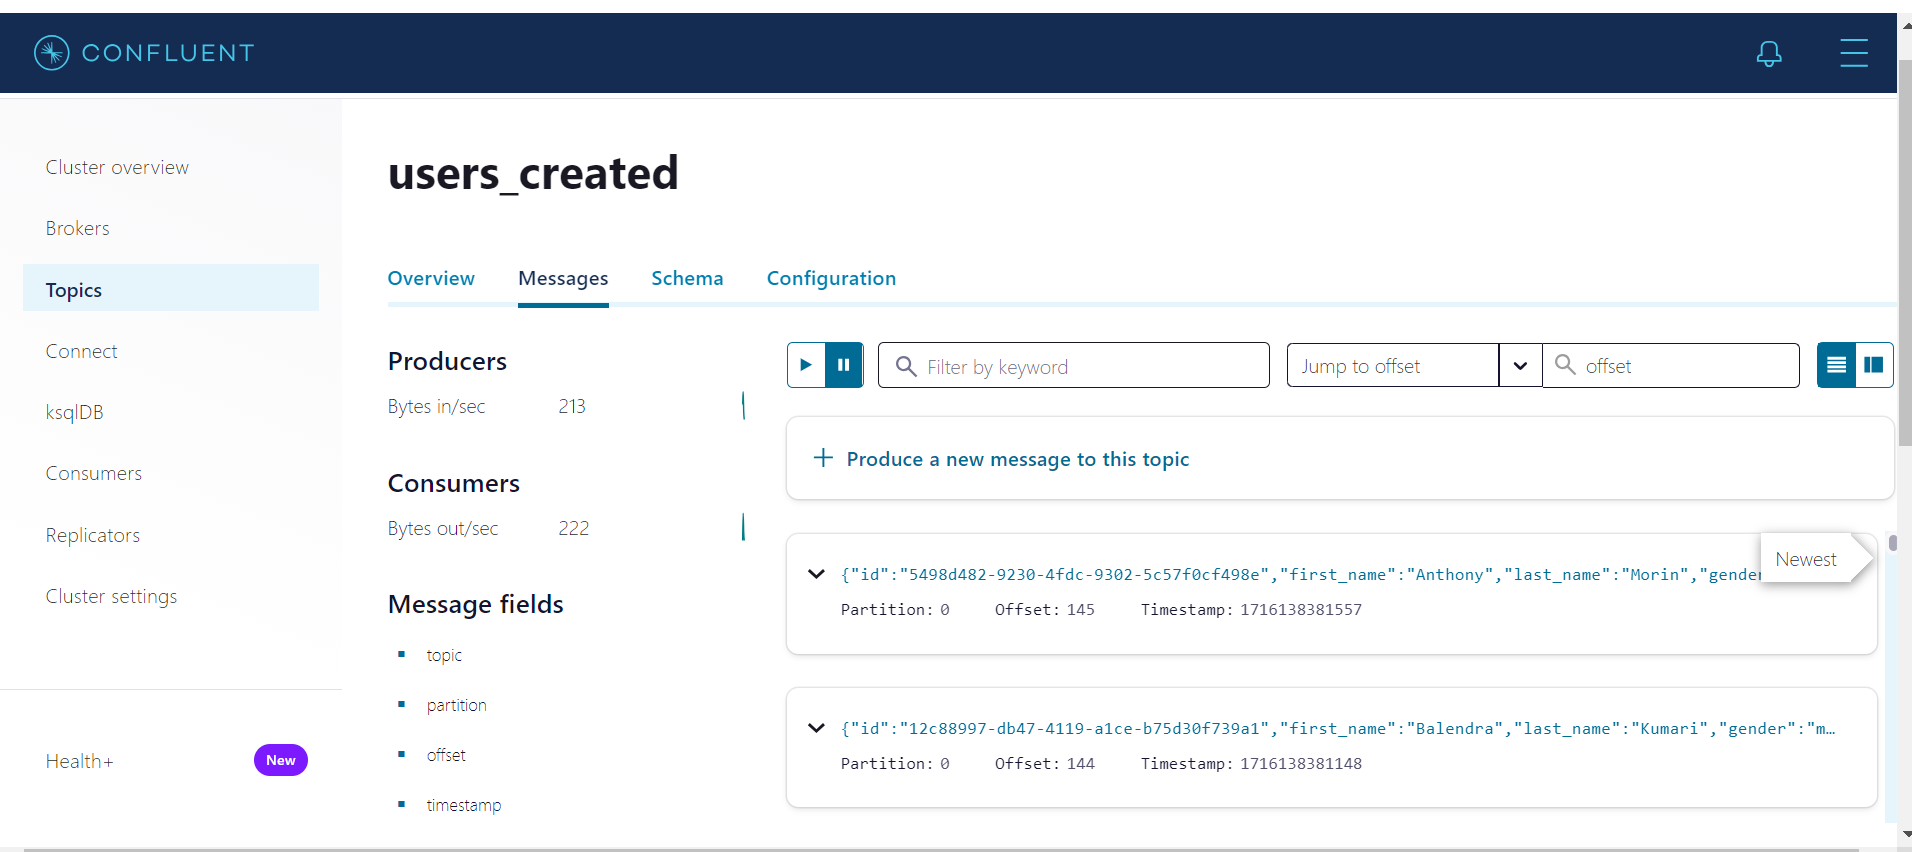 CONFLUENT
Cluster overview
Brokers
Topics
Connect
ksqlDB
Consumers
Replicators
Cluster settings
Health+ New
users_created
Overview Messages Schema Configuration
Producers
Bytes in/sec 213
Consumers
Bytes out/sec 222
Message fields
topic
partition
offset
timestamp
Filter by keyword
Jump to offset
offset
Produce a new message to this topic
Newest
{"id":"5498d482-9230-4fdc-9302-5c57f0cf498e","first_name":"Anthony","last_name":"Morin","gender
Partition: 0 Offset: 145 Timestamp: 1716138381557
{"id":"12c88997-db47-4119-a1ce-b75d30f739a1","first_name":"Balendra","last_name":"Kumari","gender":"m…
Partition: 0 Offset: 144 Timestamp: 1716138381148